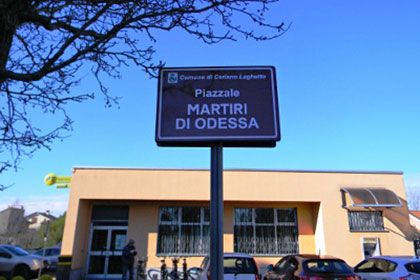 Comune di Ceriano Laghetto
Piazzale
MARTIRI
DI ODESSA